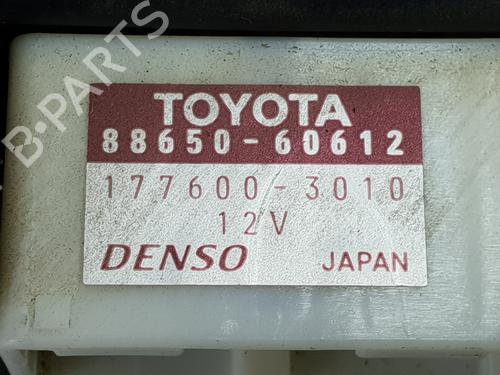 TOYOTA
88650-60612
177600-3010
12V
DENSO JAPAN
B-PARTS